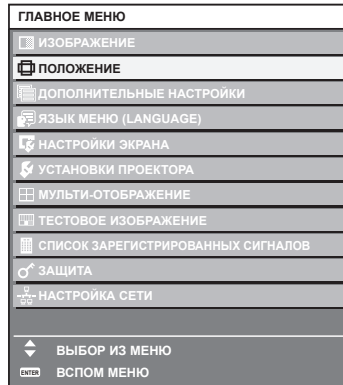 ГЛАВНОЕ МЕНЮ
ИЗОБРАЖЕНИЕ
ПОЛОЖЕНИЕ
ДОПОЛНИТЕЛЬНЫЕ НАСТРОЙКИ
ЯЗЫК МЕНЮ (LANGUAGE)
НАСТРОЙКИ ЭКРАНА
УСТАНОВКИ ПРОЕКТОРА
МУЛЬТИ-ОТОБРАЖЕНИЕ
ТЕСТОВОЕ ИЗОБРАЖЕНИЕ
СПИСОК ЗАРЕГИСТРИРОВАННЫХ СИГНАЛОВ
ЗАЩИТА
НАСТРОЙКА СЕТИ
ВЫБОР ИЗ МЕНЮ
ENTER ВСПОМ МЕНЮ